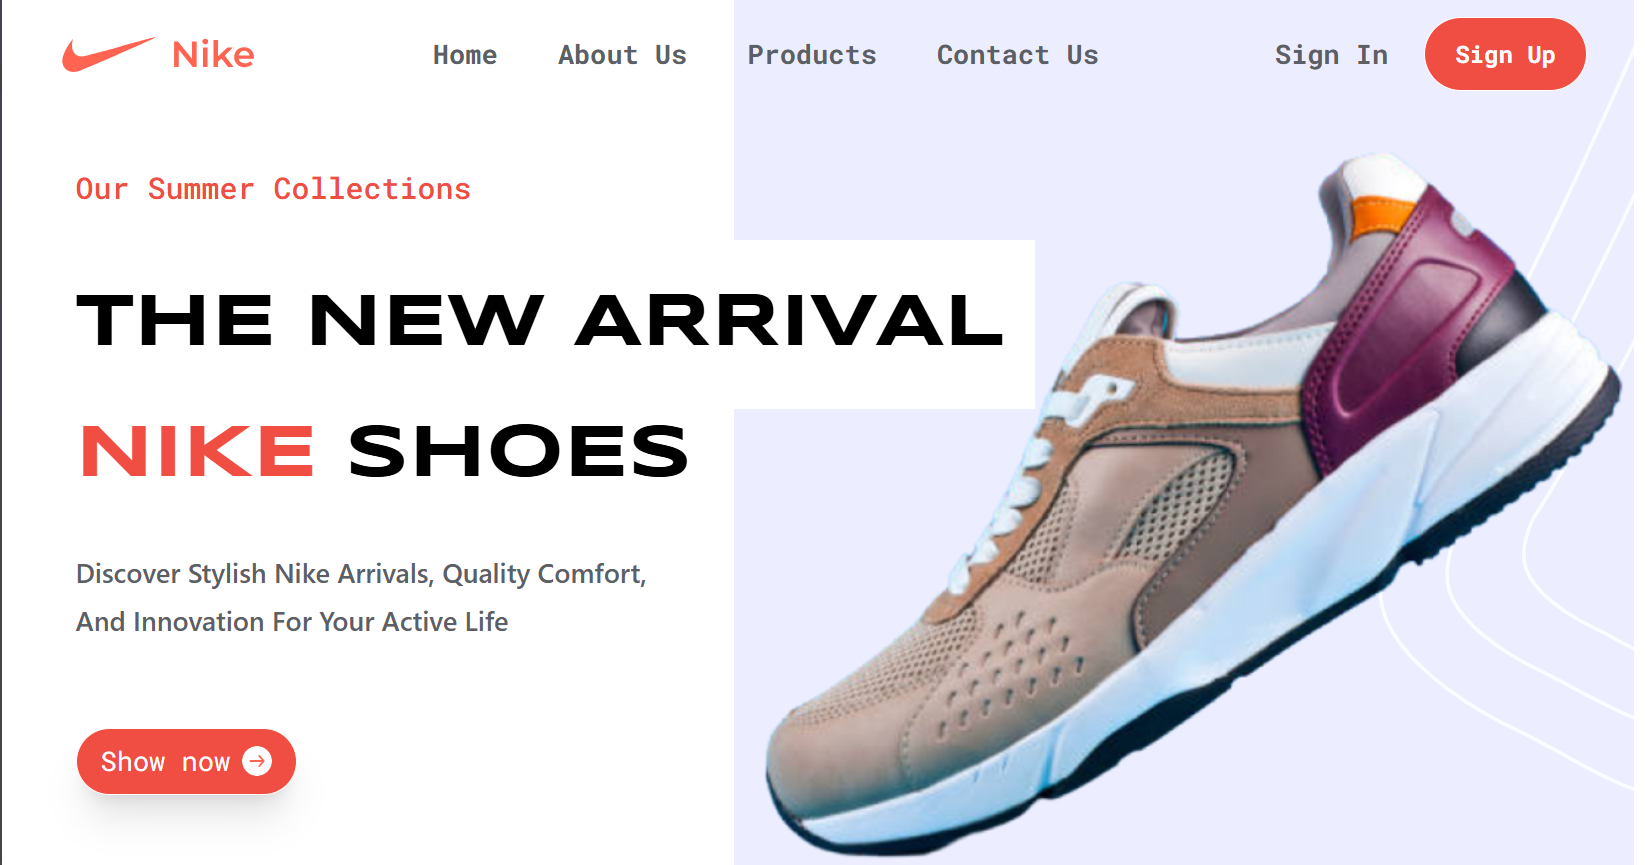 Nike
Home About Us Products Contact Us Sign In Sign Up
Our Summer Collections
THE NEW ARRIVAL
NIKE SHOES
Discover Stylish Nike Arrivals, Quality Comfort,
And Innovation For Your Active Life
Show now